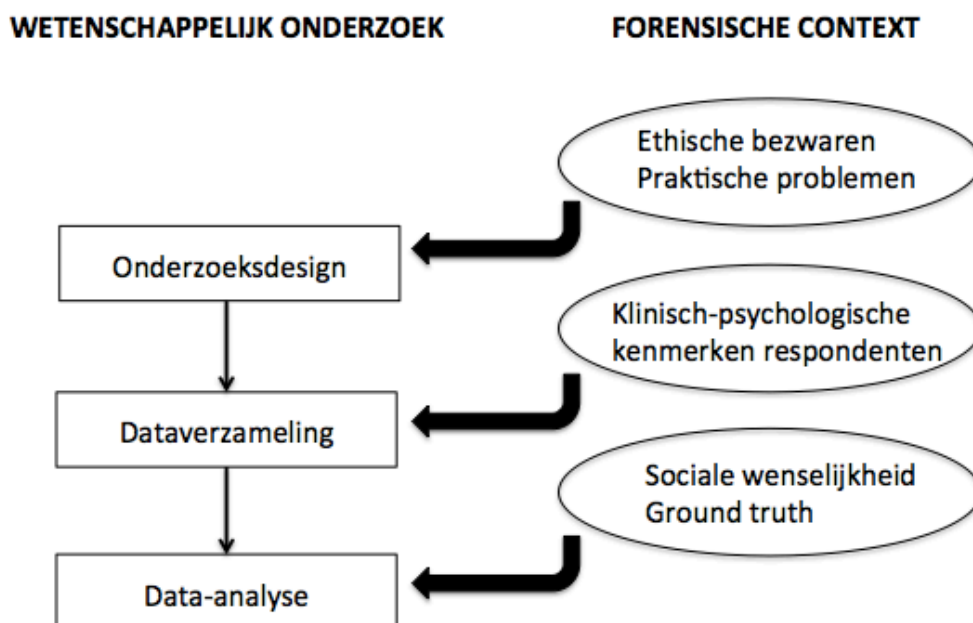 WETENSCHAPPELIJK ONDERZOEK
FORENSISCHE CONTEXT
Ethische bezwaren
Praktische problemen
Onderzoeksdesign
Klinisch-psychologische
kenmerken respondenten
Dataverzameling
Sociale wenselijkheid
Ground truth
Data-analyse